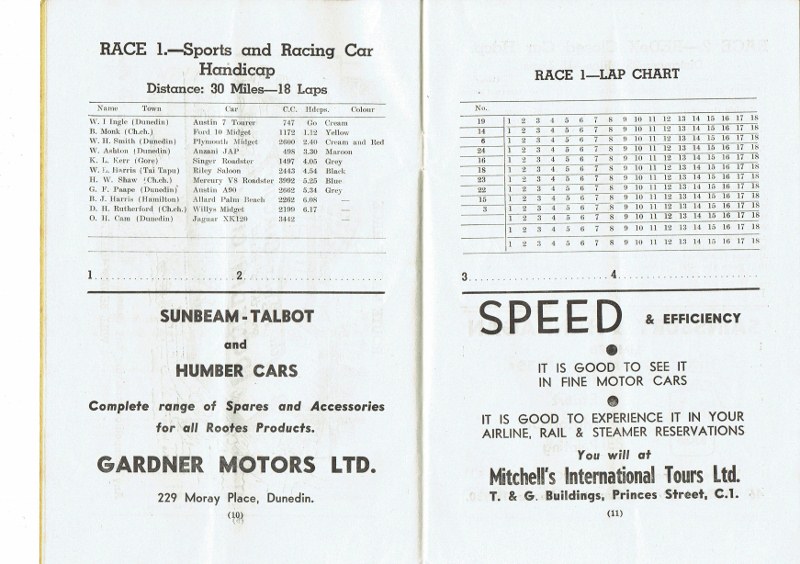 RACE 1.—Sports and Racing Car
Handicap
Distance: 30 Miles—18 Laps
Name Town Car C.C. Hdcps. Colour
W. I Ingle (Dunedin) Austin 7 Tourer 747 Go Cream
B. Monk (Ch.ch.) Ford 10 Midget 1172 1.12 Yellow
W. H. Smith (Dunedin) Plymouth Midget 2600 2.40 Cream and Red
W. Ashton (Dunedin) Anzani JAP 498 3.30 Maroon
K. L. Kerr (Gore) Singer Roadster 1497 4.05 Grey
W. L. Harris (Tai Tapu) Riley Saloon 2443 4.54 Black
H. W. Shaw (Ch.ch.) Mercury V8 Roadster 3992 5.25 Blue
G. F. Paape (Dunedin) Austin A90 2662 5.34 Grey
B. J. Harris (Hamilton) Allard Palm Beach 2262 6.08 —
D. H. Rutherford (Ch.ch.) Willys Midget 2199 6.17 —
O. H. Cam (Dunedin) Jaguar XK120 3442 —
1 2
SUNBEAM-TALBOT
and
HUMBER CARS
Complete range of Spares and Accessories
for all Rootes Products.
GARDNER MOTORS LTD.
229 Moray Place, Dunedin.
(10)
RACE 1—LAP CHART
No.
19 1 2 3 4 5 6 7 8 9 10 11 12 13 14 15 16 17 18
14 1 2 3 4 5 6 7 8 9 10 11 12 13 14 15 16 17 18
6 1 2 3 4 5 6 7 8 9 10 11 12 13 14 15 16 17 18
24 1 2 3 4 5 6 7 8 9 10 11 12 13 14 15 16 17 18
16 1 2 3 4 5 6 7 8 9 10 11 12 13 14 15 16 17 18
18 1 2 3 4 5 6 7 8 9 10 11 12 13 14 15 16 17 18
23 1 2 3 4 5 6 7 8 9 10 11 12 13 14 15 16 17 18
22 1 2 3 4 5 6 7 8 9 10 11 12 13 14 15 16 17 18
15 1 2 3 4 5 6 7 8 9 10 11 12 13 14 15 16 17 18
3 1 2 3 4 5 6 7 8 9 10 11 12 13 14 15 16 17 18
1 2 3 4 5 6 7 8 9 10 11 12 13 14 15 16 17 18
1 2 3 4 5 6 7 8 9 10 11 12 13 14 15 16 17 18
1 2 3 4 5 6 7 8 9 10 11 12 13 14 15 16 17 18
3 4
SPEED & EFFICIENCY
IT IS GOOD TO SEE IT
IN FINE MOTOR CARS
IT IS GOOD TO EXPERIENCE IT IN YOUR
AIRLINE, RAIL & STEAMER RESERVATIONS
You will at
Mitchell's International Tours Ltd.
T. & G. Buildings, Princes Street, C.1.
(11)